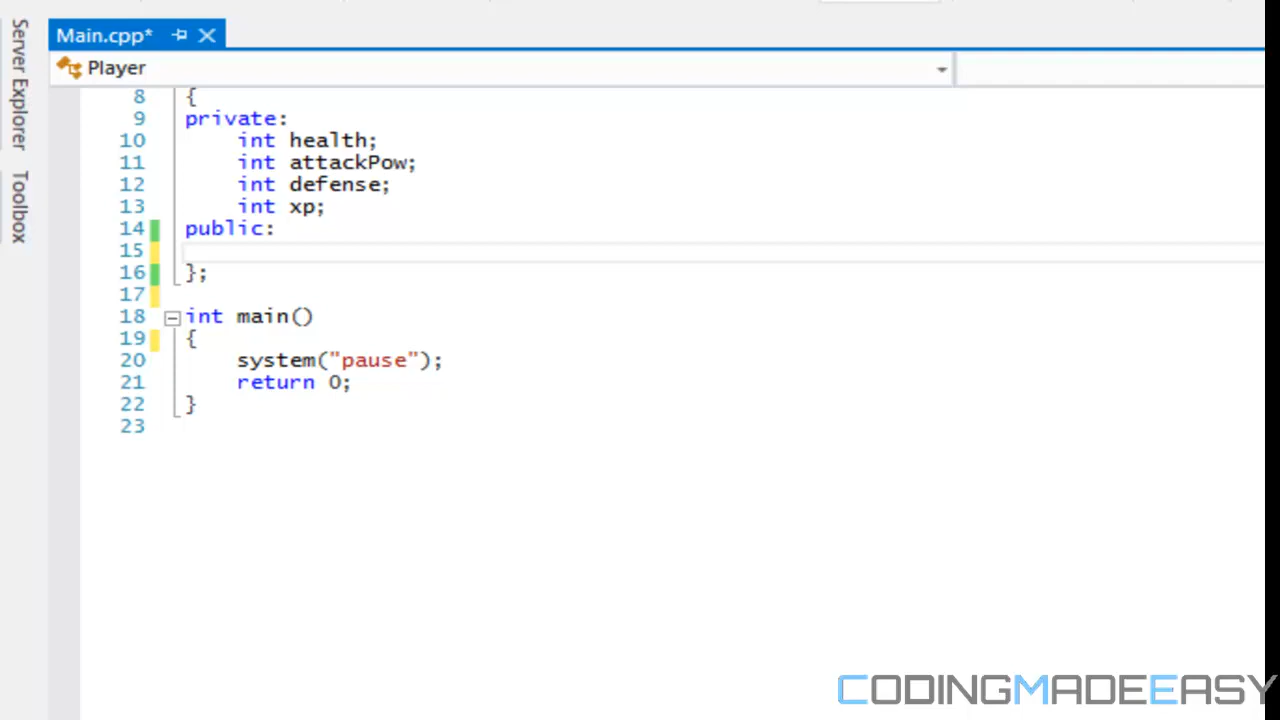 Server Explorer
Toolbox
Main.cpp*
Player
8 {
9 private:
10 int health;
11 int attackPow;
12 int defense;
13 int xp;
14 public:
15
16 };
17
18 int main()
19 {
20 system("pause");
21 return 0;
22 }
23
CODINGMADEEASY